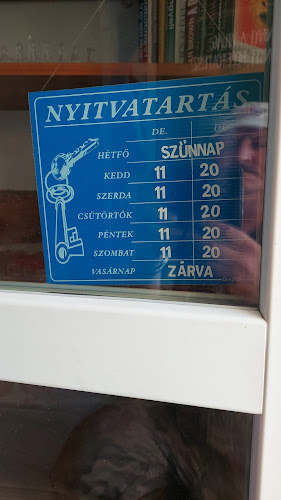 NYITVATARTÁS
DE.
HÉTFŐ SZÜNNAP
KEDD 11 20
SZERDA 11 20
CSÜTÖRTÖK 11 20
PÉNTEK 11 20
SZOMBAT 11 20
VASÁRNAP ZÁRVA